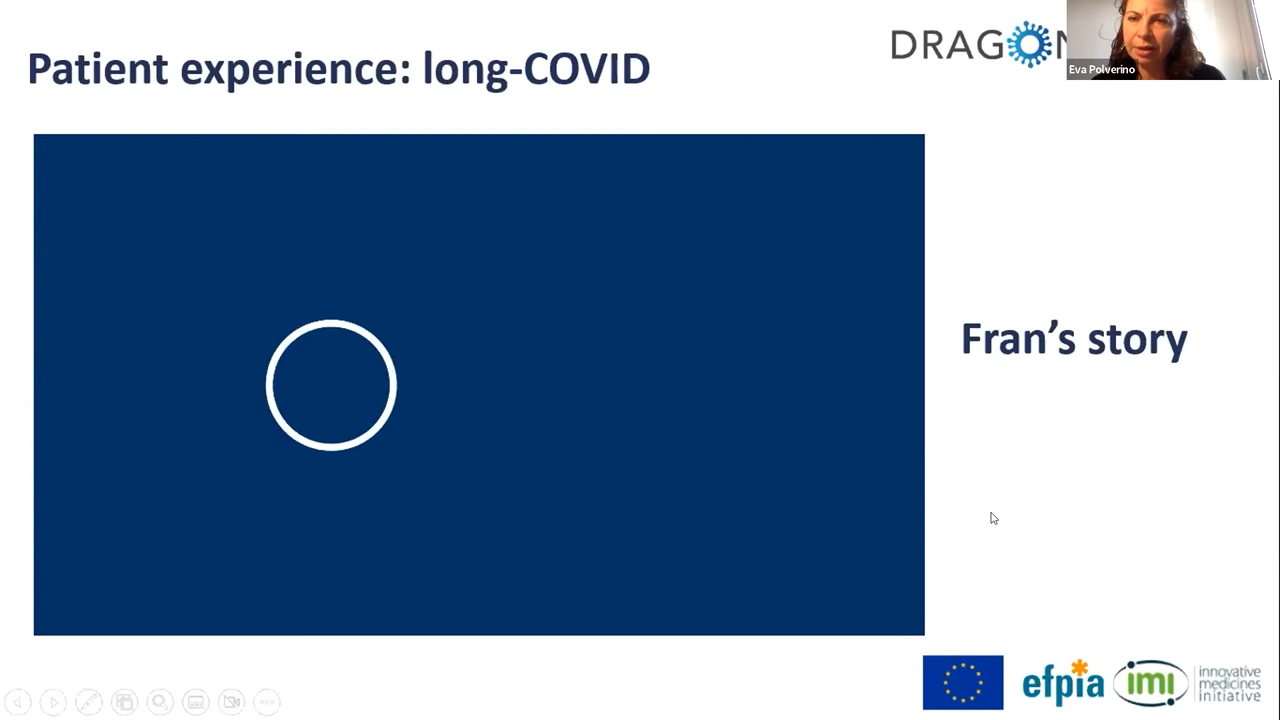 Patient experience: long-COVID
DRAGON
Eva Polverino
Fran’s story
efpia
imi
innovative
medicines
initiative